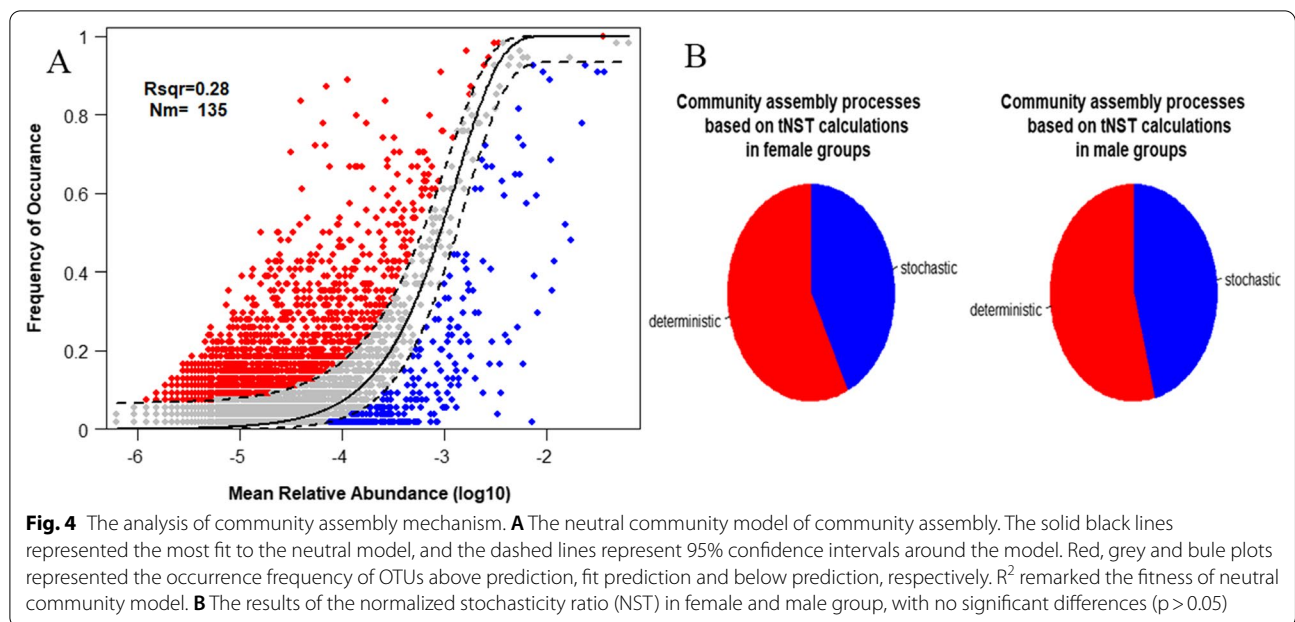 A
Rsqr=0.28
Nm= 135
Frequency of Occurance
1
0.8
0.6
0.4
0.2
0
-6 -5 -4 -3 -2
Mean Relative Abundance (log10)
B
Community assembly processes
based on tNST calculations
in female groups
stochastic
deterministic
Community assembly processes
based on tNST calculations
in male groups
stochastic
deterministic
Fig. 4 The analysis of community assembly mechanism. A The neutral community model of community assembly. The solid black lines
represented the most fit to the neutral model, and the dashed lines represent 95% confidence intervals around the model. Red, grey and bule plots
represented the occurrence frequency of OTUs above prediction, fit prediction and below prediction, respectively. R² remarked the fitness of neutral
community model. B The results of the normalized stochasticity ratio (NST) in female and male group, with no significant differences (p > 0.05)